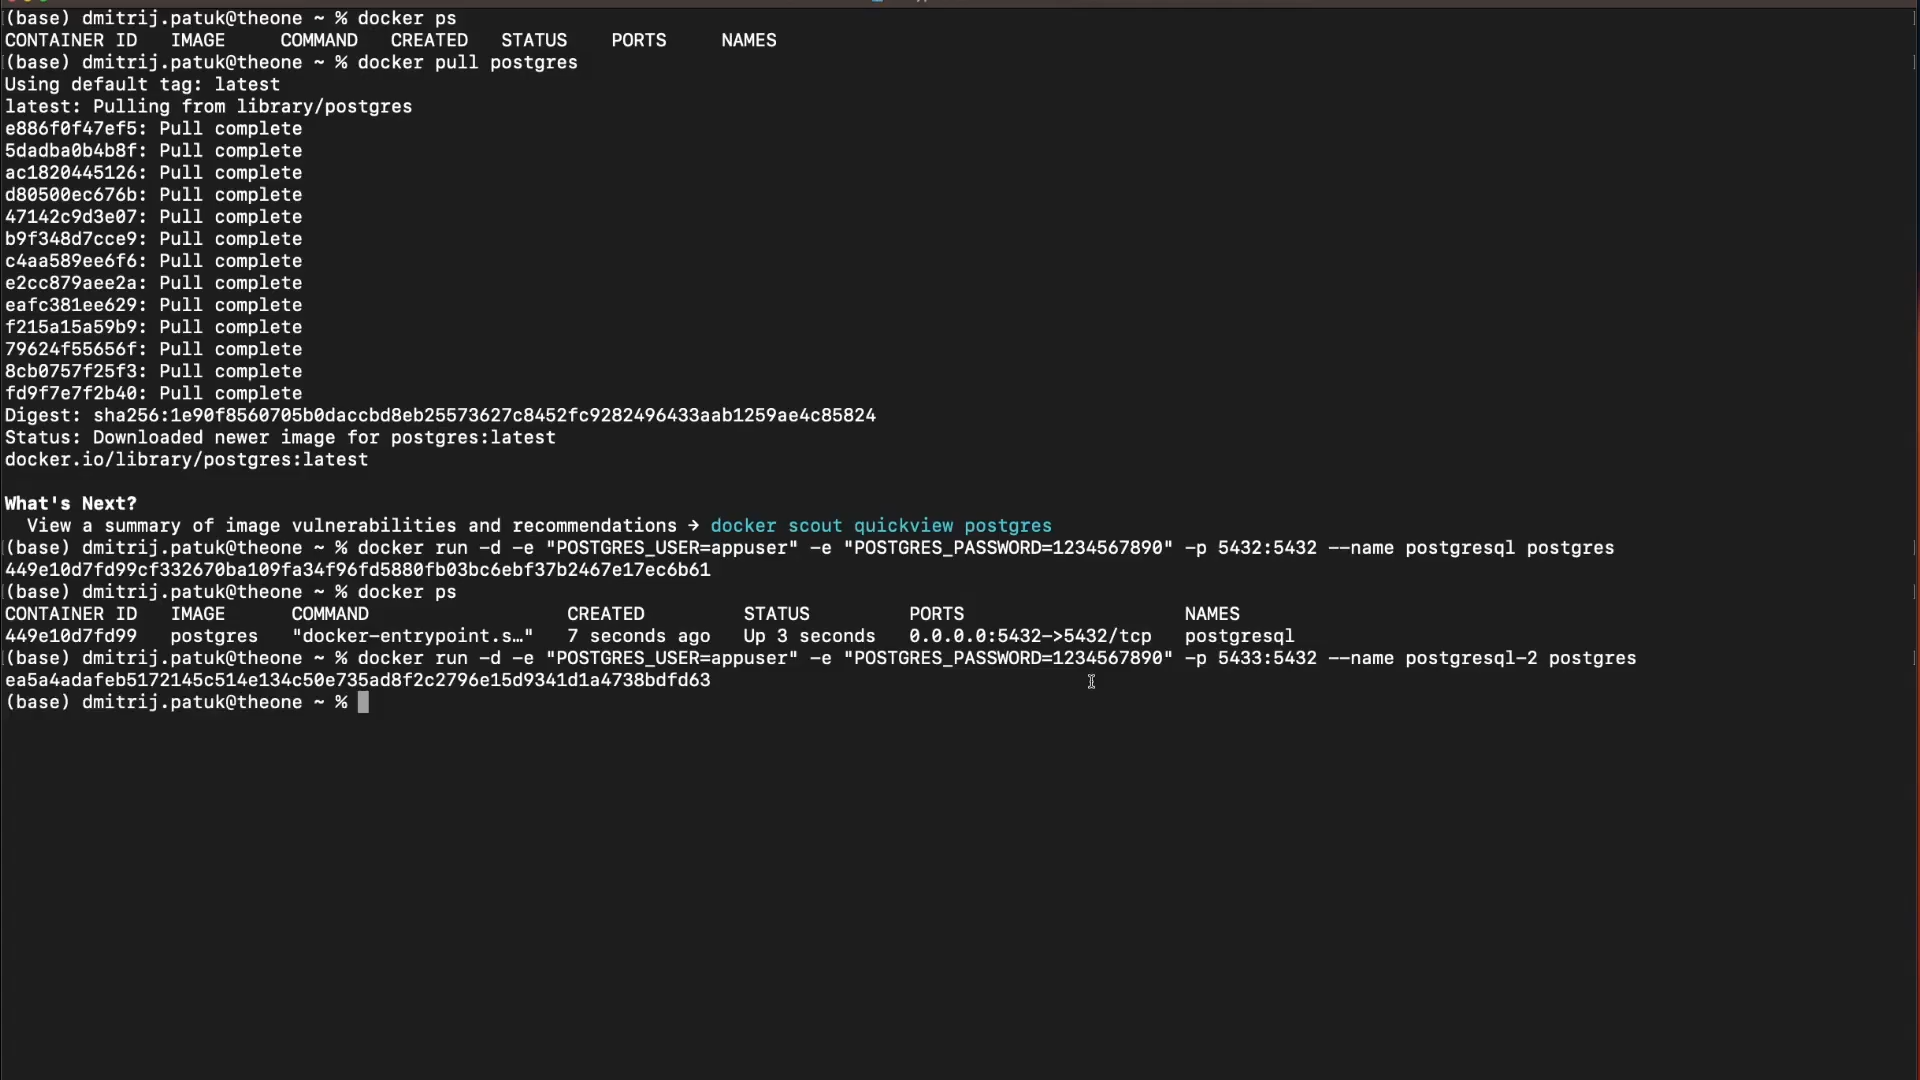 (base) dmitrij.patuk@theone ~ % docker ps
CONTAINER ID   IMAGE     COMMAND   CREATED   STATUS    PORTS     NAMES
(base) dmitrij.patuk@theone ~ % docker pull postgres
Using default tag: latest
latest: Pulling from library/postgres
e886f0f47ef5: Pull complete
5dadba0b4b8f: Pull complete
ac1820445126: Pull complete
d80500ec676b: Pull complete
47142c9d3e07: Pull complete
b9f348d7cce9: Pull complete
c4aa589ee6f6: Pull complete
e2cc879aee2a: Pull complete
eafc381ee629: Pull complete
f215a15a59b9: Pull complete
79624f55656f: Pull complete
8cb0757f25f3: Pull complete
fd9f7e7f2b40: Pull complete
Digest: sha256:1e90f8560705b0daccbd8eb25573627c8452fc9282496433aab1259ae4c85824
Status: Downloaded newer image for postgres:latest
docker.io/library/postgres:latest
What's Next?
  View a summary of image vulnerabilities and recommendations → docker scout quickview postgres
(base) dmitrij.patuk@theone ~ % docker run -d -e "POSTGRES_USER=appuser" -e "POSTGRES_PASSWORD=1234567890" -p 5432:5432 --name postgresql postgres
449e10d7fd99cf332670ba109fa34f96fd5880fb03bc6ebf37b2467e17ec6b61
(base) dmitrij.patuk@theone ~ % docker ps
CONTAINER ID   IMAGE      COMMAND                  CREATED         STATUS         PORTS                    NAMES
449e10d7fd99   postgres   "docker-entrypoint.s…"   7 seconds ago   Up 3 seconds   0.0.0.0:5432->5432/tcp   postgresql
(base) dmitrij.patuk@theone ~ % docker run -d -e "POSTGRES_USER=appuser" -e "POSTGRES_PASSWORD=1234567890" -p 5433:5432 --name postgresql-2 postgres
ea5a4adafeb5172145c514e134c50e735ad8f2c2796e15d9341d1a4738bdfd63
(base) dmitrij.patuk@theone ~ %